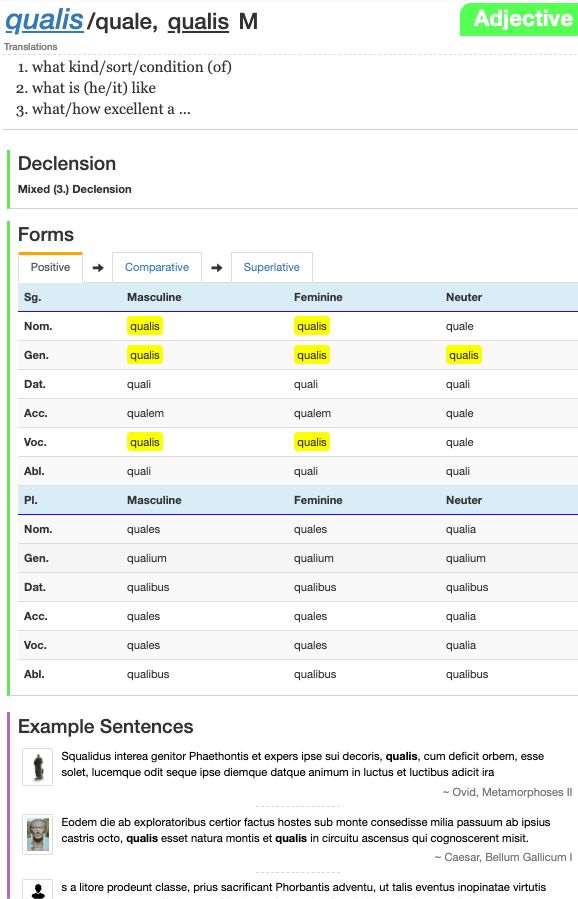 qualis/quale, qualis M
Adjective
Translations
1. what kind/sort/condition (of)
2. what is (he/it) like
3. what/how excellent a ...
Declension
Mixed (3.) Declension
Forms
Positive ➔ Comparative ➔ Superlative
Sg. Masculine Feminine Neuter
Nom. qualis qualis quale
Gen. qualis qualis qualis
Dat. quali quali quali
Acc. qualem qualem quale
Voc. qualis qualis quale
Abl. quali quali quali
Pl. Masculine Feminine Neuter
Nom. quales quales qualia
Gen. qualium qualium qualium
Dat. qualibus qualibus qualibus
Acc. quales quales qualia
Voc. quales quales qualia
Abl. qualibus qualibus qualibus
Example Sentences
Squalidus interea genitor Phaethontis et expers ipse sui decoris, qualis, cum deficit orbem, esse
solet, lucemque odit seque ipse diemque datque animum in luctus et luctibus adicit ira
~ Ovid, Metamorphoses II
Eodem die ab exploratoribus certior factus hostes sub monte consedisse milia passuum ab ipsius
castris octo, qualis esset natura montis et qualis in circuitu ascensus qui cognoscerent misit.
~ Caesar, Bellum Gallicum I
s a litore prodeunt classe, prius sacrificant Phorbantis adventu, ut talis eventus inopinatae virtutis